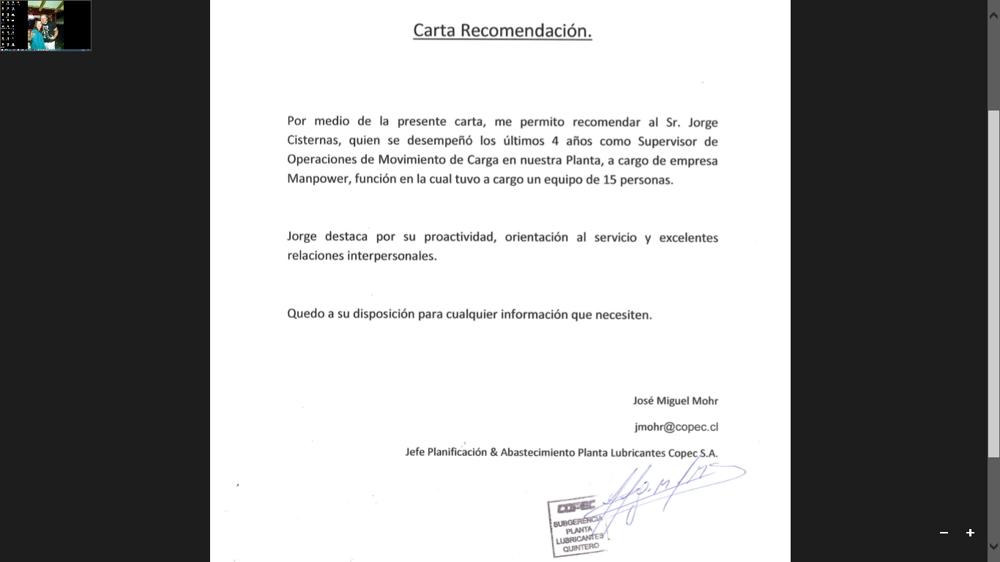 Carta Recomendación.
Por medio de la presente carta, me permito recomendar al Sr. Jorge
Cisternas, quien se desempeñó los últimos 4 años como Supervisor de
Operaciones de Movimiento de Carga en nuestra Planta, a cargo de empresa
Manpower, función en la cual tuvo a cargo un equipo de 15 personas.
Jorge destaca por su proactividad, orientación al servicio y excelentes
relaciones interpersonales.
Quedo a su disposición para cualquier información que necesiten.
José Miguel Mohr
jmohr@copec.cl
Jefe Planificación & Abastecimiento Planta Lubricantes Copec S.A.
COPEC
SUBGERENCIA
PLANTA
LUBRICANTES
QUINTERO